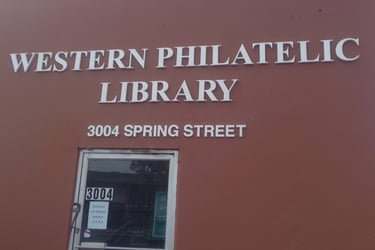 WESTERN PHILATELIC
LIBRARY
3004 SPRING STREET
3004